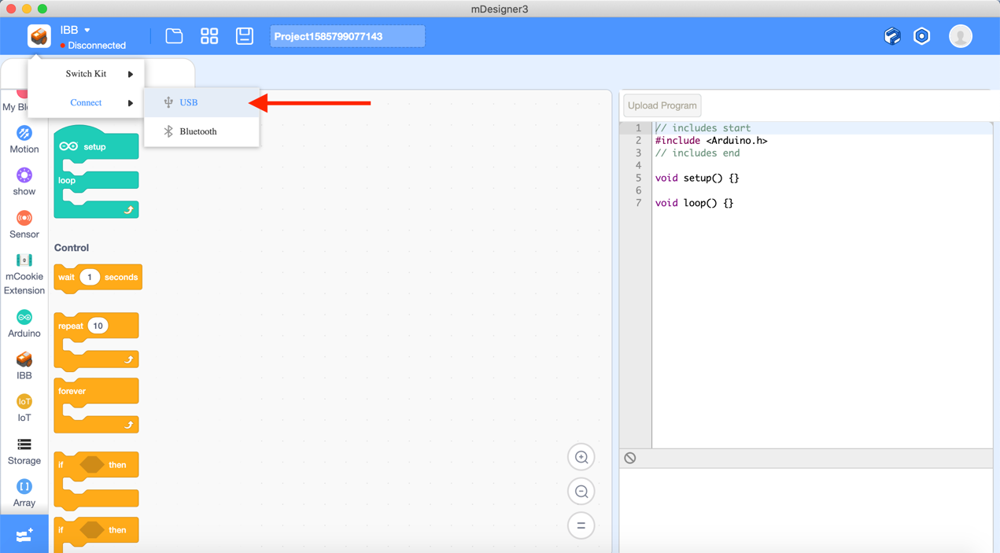 mDesigner3
IBB
Disconnected
Project1585799077143
Switch Kit
Connect
USB
Bluetooth
My Bl
Motion
show
Sensor
mCookie
Extension
Arduino
IBB
IoT
IoT
Storage
Array
setup
loop
Control
wait 1 seconds
repeat 10
forever
if then
if then
Upload Program
1 // includes start
2 #include <Arduino.h>
3 // includes end
4
5 void setup() {}
6
7 void loop() {}